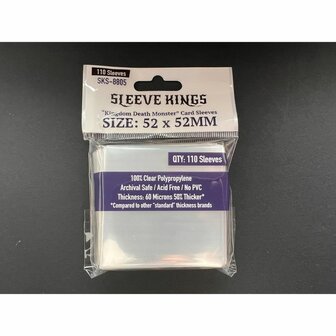 110 Sleeves
SKS-8805
SLEEVE KINGS
"Kingdom Death Monster" Card Sleeves
SIZE: 52 x 52MM
QTY: 110 Sleeves
100% Clear Polypropylene
Archival Safe / Acid Free / No PVC
Thickness: 60 Microns 50% Thicker*
*Compared to other "standard" thickness brands